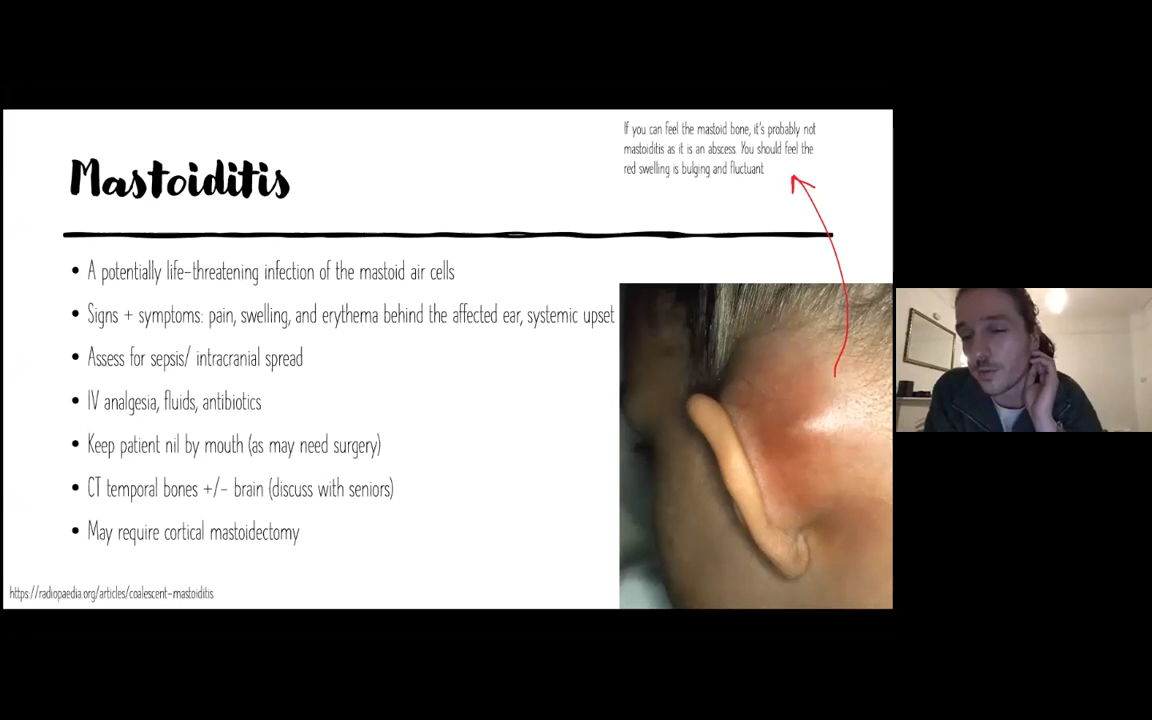 If you can feel the mastoid bone, it's probably not
mastoiditis as it is an abscess. You should feel the
red swelling is bulging and fluctuant
Mastoiditis
• A potentially life-threatening infection of the mastoid air cells
• Signs + symptoms: pain, swelling, and erythema behind the affected ear, systemic upset
• Assess for sepsis/ intracranial spread
• IV analgesia, fluids, antibiotics
• Keep patient nil by mouth (as may need surgery)
• CT temporal bones +/- brain (discuss with seniors)
• May require cortical mastoidectomy
https://radiopaedia.org/articles/coalescent-mastoiditis